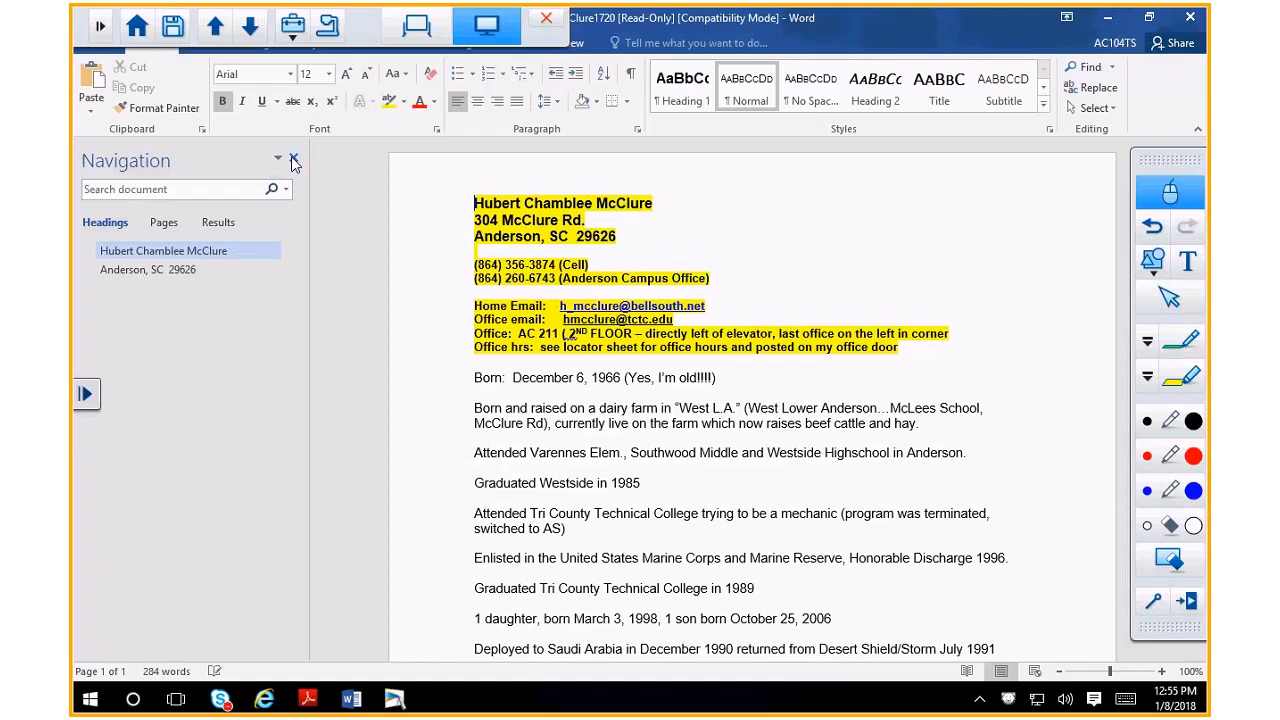 Clure1720 [Read-Only] [Compatibility Mode] - Word
ew
Tell me what you want to do...
AC104TS
Share
Paste
Cut
Copy
Format Painter
Clipboard
Arial
12
Aa
B I U abc x₂ x²
A
Font
Paragraph
AaBbCc
¶ Heading 1
AaBbCcDd
¶ Normal
AaBbCcDd
¶ No Spac...
AaBbCc
Heading 2
AaBbC
Title
AaBbCcD
Subtitle
Styles
Find
Replace
Select
Editing
Navigation
Search document
Headings
Pages
Results
Hubert Chamblee McClure
Anderson, SC 29626
Hubert Chamblee McClure
304 McClure Rd.
Anderson, SC 29626
(864) 356-3874 (Cell)
(864) 260-6743 (Anderson Campus Office)
Home Email: h_mcclure@bellsouth.net
Office email: hmcclure@tctc.edu
Office: AC 211 ( 2ND FLOOR – directly left of elevator, last office on the left in corner
Office hrs: see locator sheet for office hours and posted on my office door
Born: December 6, 1966 (Yes, I'm old!!!!)
Born and raised on a dairy farm in “West L.A.” (West Lower Anderson…McLees School,
McClure Rd), currently live on the farm which now raises beef cattle and hay.
Attended Varennes Elem., Southwood Middle and Westside Highschool in Anderson.
Graduated Westside in 1985
Attended Tri County Technical College trying to be a mechanic (program was terminated,
switched to AS)
Enlisted in the United States Marine Corps and Marine Reserve, Honorable Discharge 1996.
Graduated Tri County Technical College in 1989
1 daughter, born March 3, 1998, 1 son born October 25, 2006
Deployed to Saudi Arabia in December 1990 returned from Desert Shield/Storm July 1991
T
Page 1 of 1
284 words
100%
12:55 PM
1/8/2018